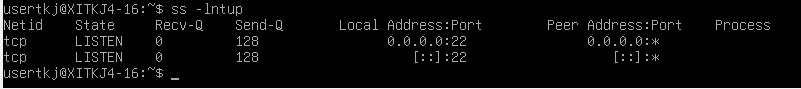 usertkj@XITKJ4-16:~$ ss -lntup
Netid State Recv-Q Send-Q Local Address:Port Peer Address:Port Process
tcp LISTEN 0 128 0.0.0.0:22 0.0.0.0:*
tcp LISTEN 0 128 [::]:22 [::]:*
usertkj@XITKJ4-16:~$ _